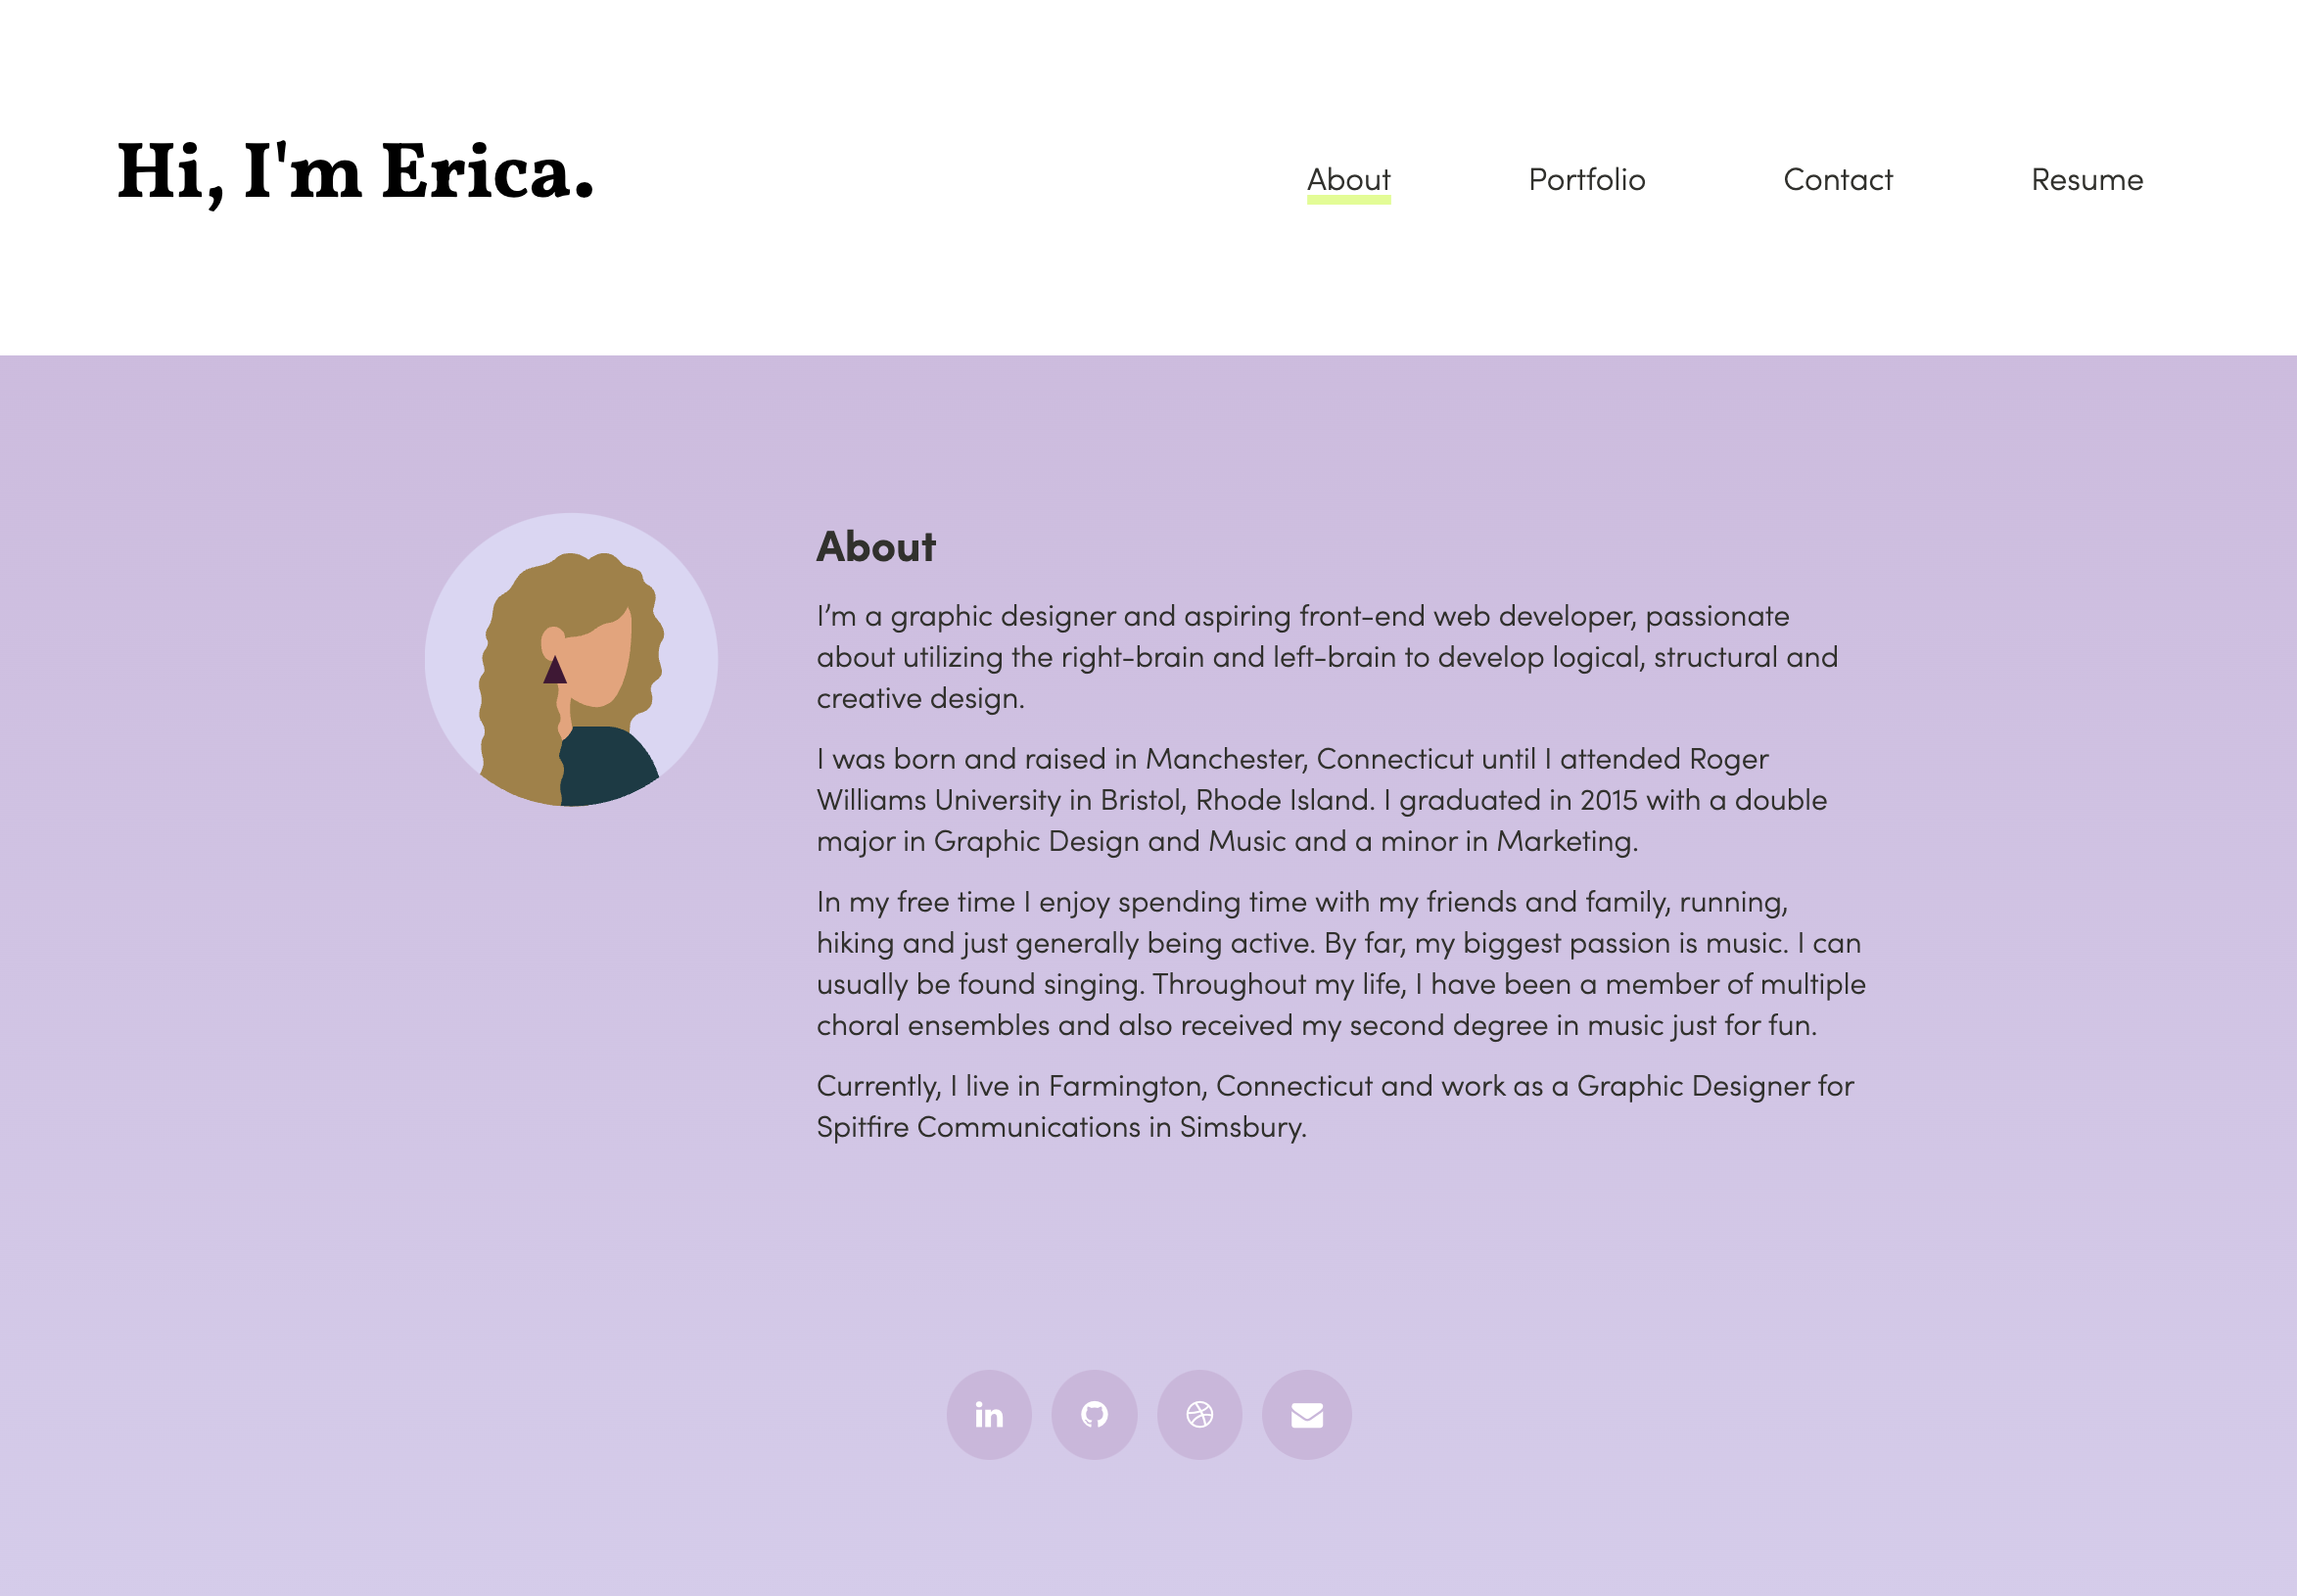 Hi, I'm Erica.
About
Portfolio
Contact
Resume
About
I’m a graphic designer and aspiring front-end web developer, passionate
about utilizing the right-brain and left-brain to develop logical, structural and
creative design.
I was born and raised in Manchester, Connecticut until I attended Roger
Williams University in Bristol, Rhode Island. I graduated in 2015 with a double
major in Graphic Design and Music and a minor in Marketing.
In my free time I enjoy spending time with my friends and family, running,
hiking and just generally being active. By far, my biggest passion is music. I can
usually be found singing. Throughout my life, I have been a member of multiple
choral ensembles and also received my second degree in music just for fun.
Currently, I live in Farmington, Connecticut and work as a Graphic Designer for
Spitfire Communications in Simsbury.
in